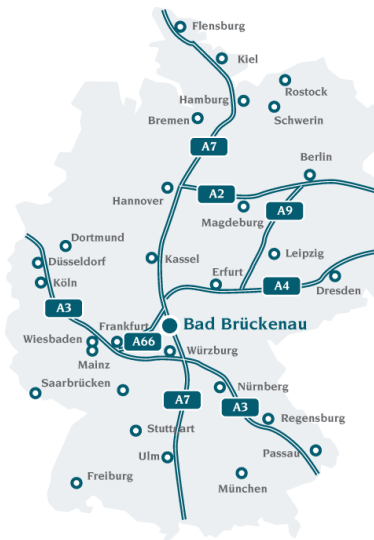 Flensburg
Kiel
Rostock
Hamburg
Schwerin
Bremen
A7
Berlin
Hannover
A2
A9
Magdeburg
Dortmund
Kassel
Leipzig
Düsseldorf
Erfurt
Köln
A4
Dresden
A3
Frankfurt
Bad Brückenau
Wiesbaden
A66
Würzburg
Mainz
Saarbrücken
Nürnberg
A7
A3
Regensburg
Stuttgart
Passau
Ulm
Freiburg
München